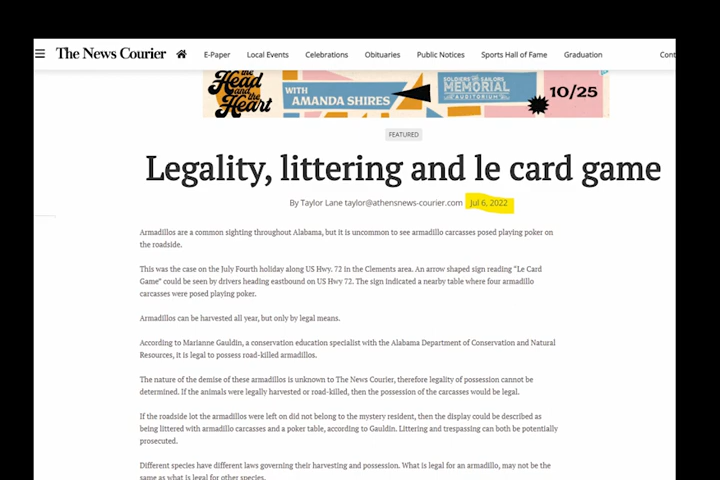 The News Courier E-Paper Local Events Celebrations Obituaries Public Notices Sports Hall of Fame Graduation Cont
the
Head
and the
Heart
WITH
AMANDA SHIRES
SOLDIERS SAILORS
MEMORIAL
AUDITORIUM
10/25
FEATURED
Legality, littering and le card game
By Taylor Lane taylor@athensnews-courier.com Jul 6, 2022
Armadillos are a common sighting throughout Alabama, but it is uncommon to see armadillo carcasses posed playing poker on
the roadside.
This was the case on the July Fourth holiday along US Hwy. 72 in the Clements area. An arrow shaped sign reading "Le Card
Game" could be seen by drivers heading eastbound on US Hwy 72. The sign indicated a nearby table where four armadillo
carcasses were posed playing poker.
Armadillos can be harvested all year, but only by legal means.
According to Marianne Gauldin, a conservation education specialist with the Alabama Department of Conservation and Natural
Resources, it is legal to possess road-killed armadillos.
The nature of the demise of these armadillos is unknown to The News Courier, therefore legality of possession cannot be
determined. If the animals were legally harvested or road-killed, then the possession of the carcasses would be legal.
If the roadside lot the armadillos were left on did not belong to the mystery resident, then the display could be described as
being littered with armadillo carcasses and a poker table, according to Gauldin. Littering and trespassing can both be potentially
prosecuted.
Different species have different laws governing their harvesting and possession. What is legal for an armadillo, may not be the
same as what is legal for other species.